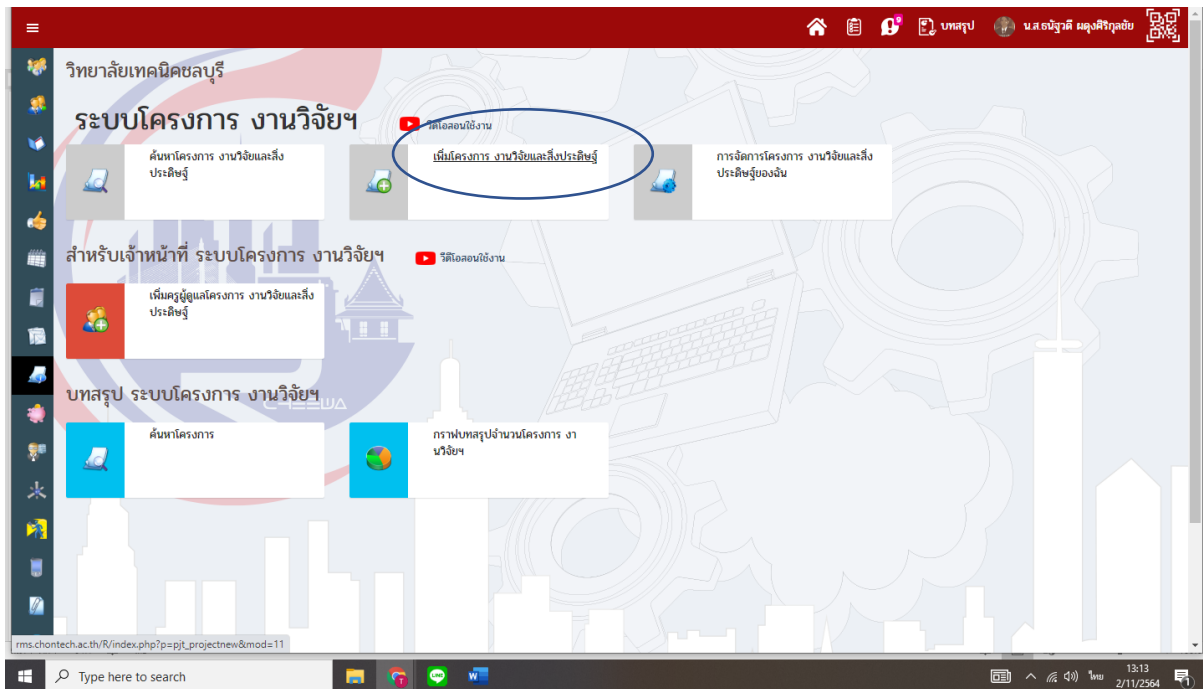 9
บทสรุป
น.ส.ธนัฐวดี ผดุงศิริกุลชัย
วิทยาลัยเทคนิคชลบุรี
ระบบโครงการ งานวิจัยฯ
วีดีโอสอนใช้งาน
ค้นหาโครงการ งานวิจัยและสิ่ง
ประดิษฐ์
เพิ่มโครงการ งานวิจัยและสิ่งประดิษฐ์
การจัดการโครงการ งานวิจัยและสิ่ง
ประดิษฐ์ของฉัน
สำหรับเจ้าหน้าที่ ระบบโครงการ งานวิจัยฯ
วีดีโอสอนใช้งาน
เพิ่มครูผู้ดูแลโครงการ งานวิจัยและสิ่ง
ประดิษฐ์
บทสรุป ระบบโครงการ งานวิจัยฯ
CHEEWA
ค้นหาโครงการ
กราฟบทสรุปจำนวนโครงการ งา
นวิจัยฯ
rms.chontech.ac.th/R/index.php?p=pjt_projectnew&mod=11
Type here to search
ไทย
13:13
2/11/2564